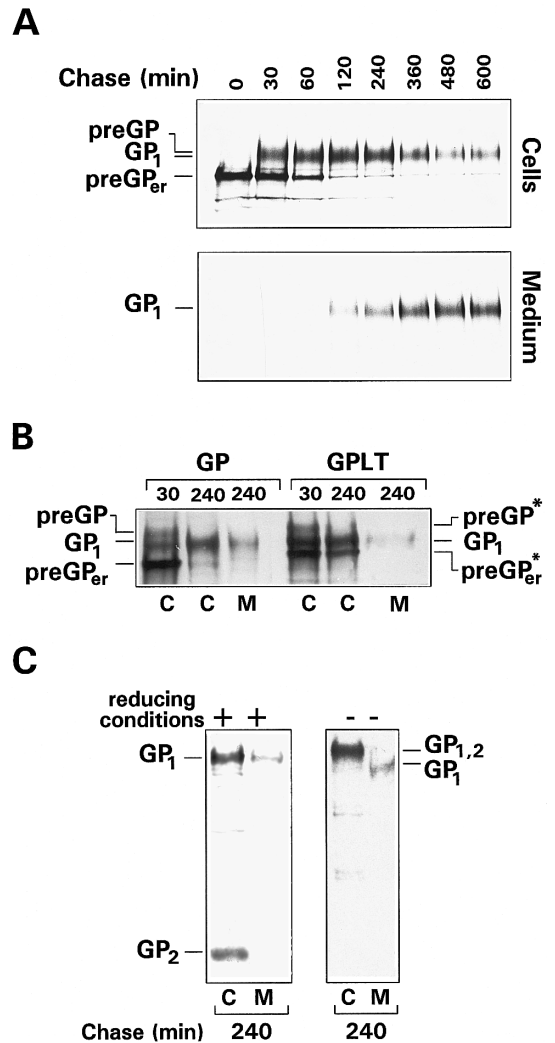 A
Chase (min) 0 30 60 120 240 360 480 600
preGP
GP1
preGPer
Cells
GP1
Medium
B
GP GPLT
30 240 240 30 240 240
preGP preGP*
GP1 GP1
preGPer preGPer*
C C M C C M
C
reducing
conditions + + - -
GP1 GP1,2
GP1
GP2
C M C M
Chase (min) 240 240